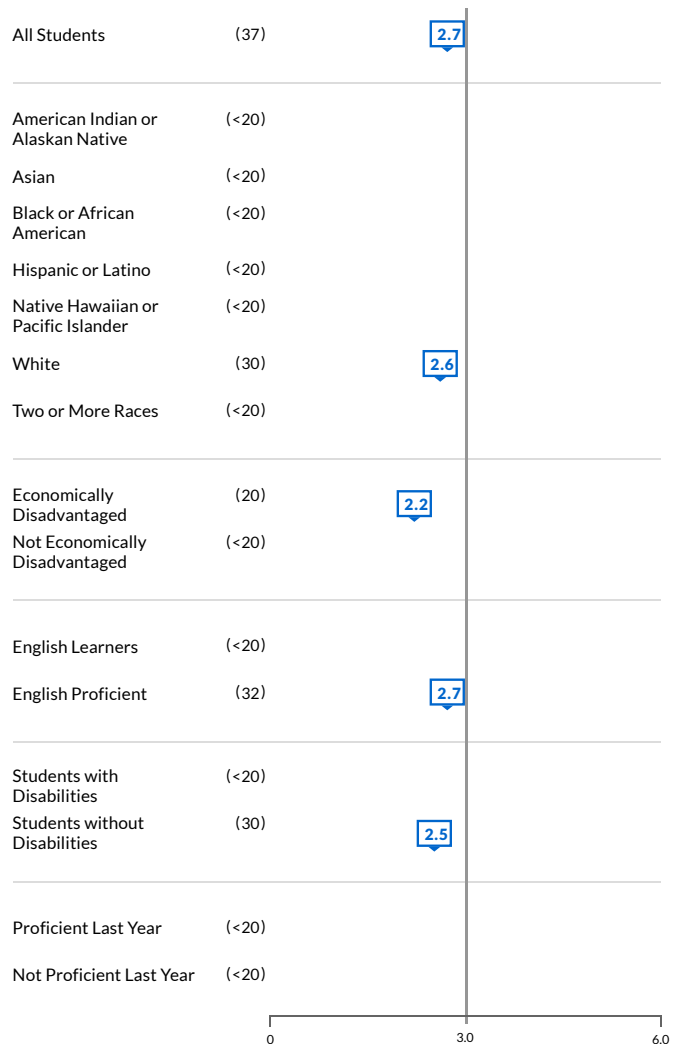 All Students (37) 2.7
American Indian or (<20)
Alaskan Native
Asian (<20)
Black or African (<20)
American
Hispanic or Latino (<20)
Native Hawaiian or (<20)
Pacific Islander
White (30) 2.6
Two or More Races (<20)
Economically (20) 2.2
Disadvantaged
Not Economically (<20)
Disadvantaged
English Learners (<20)
English Proficient (32) 2.7
Students with (<20)
Disabilities
Students without (30) 2.5
Disabilities
Proficient Last Year (<20)
Not Proficient Last Year (<20)
0 3.0 6.0